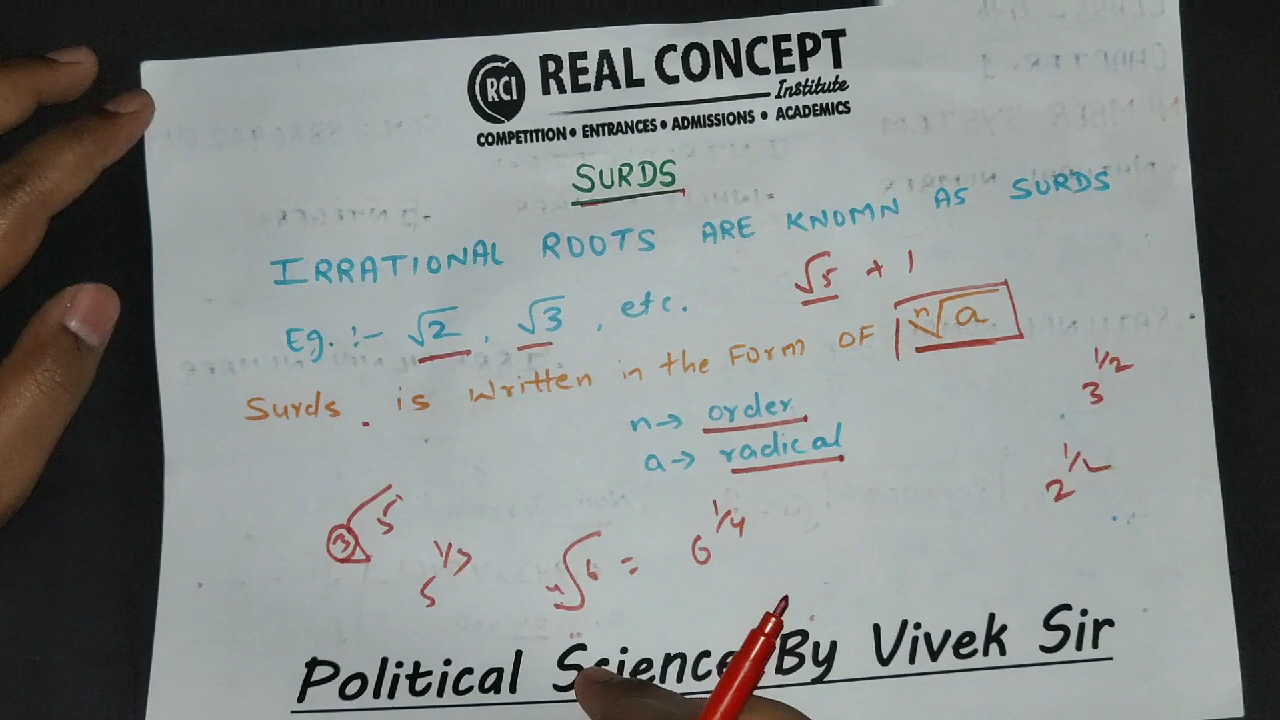 RCI REAL CONCEPT
Institute
COMPETITION • ENTRANCES • ADMISSIONS • ACADEMICS
SURDS
IRRATIONAL ROOTS ARE KNOMN AS SURDS
√5 + 1
Eg. :- √2, √3, etc.
Surds is written in the Form OF ⁿ√a
n→ order
a→ radical
3^1/2
2^1/2
³√5
5^1/3
⁴√6 = 6^1/4
Political Science By Vivek Sir